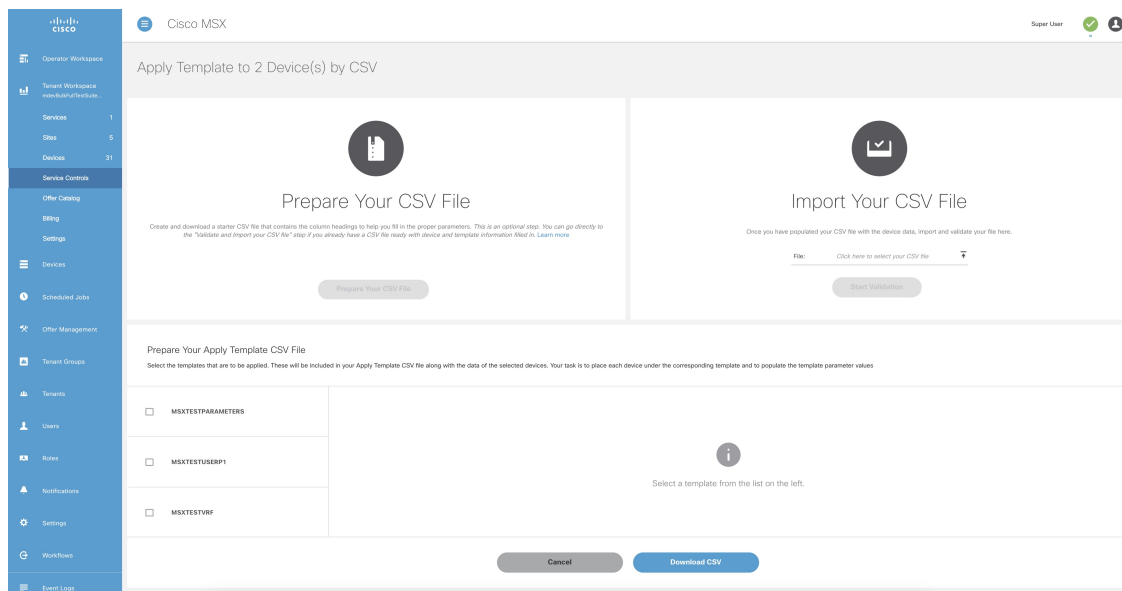 cisco
Cisco MSX
Super User
Operator Workspace
Tenant Workspace
Services 1
Sites 5
Devices 31
Service Controls
Offer Catalog
Billing
Settings
Devices
Scheduled Jobs
Offer Management
Tenant Groups
Tenants
Users
Roles
Notifications
Settings
Workflows
Event Logs
Apply Template to 2 Device(s) by CSV
Prepare Your CSV File
Create and download a starter CSV file that contains the column headings to help you fill in the proper parameters. This is an optional step. You can go directly to
the "Validate and Import your CSV file" step if you already have a CSV file ready with device and template information filled in. Learn more
Prepare Your CSV File
Import Your CSV File
Once you have populated your CSV file with the device data, import and validate your file here.
File: Click here to select your CSV file
Start Validation
Prepare Your Apply Template CSV File
Select the templates that are to be applied. These will be included in your Apply Template CSV file along with the data of the selected devices. Your task is to place each device under the corresponding template and to populate the template parameter values
MSXTESTPARAMETERS
MSXTESTUSERP1
MSXTESTVRF
Select a template from the list on the left.
Cancel
Download CSV